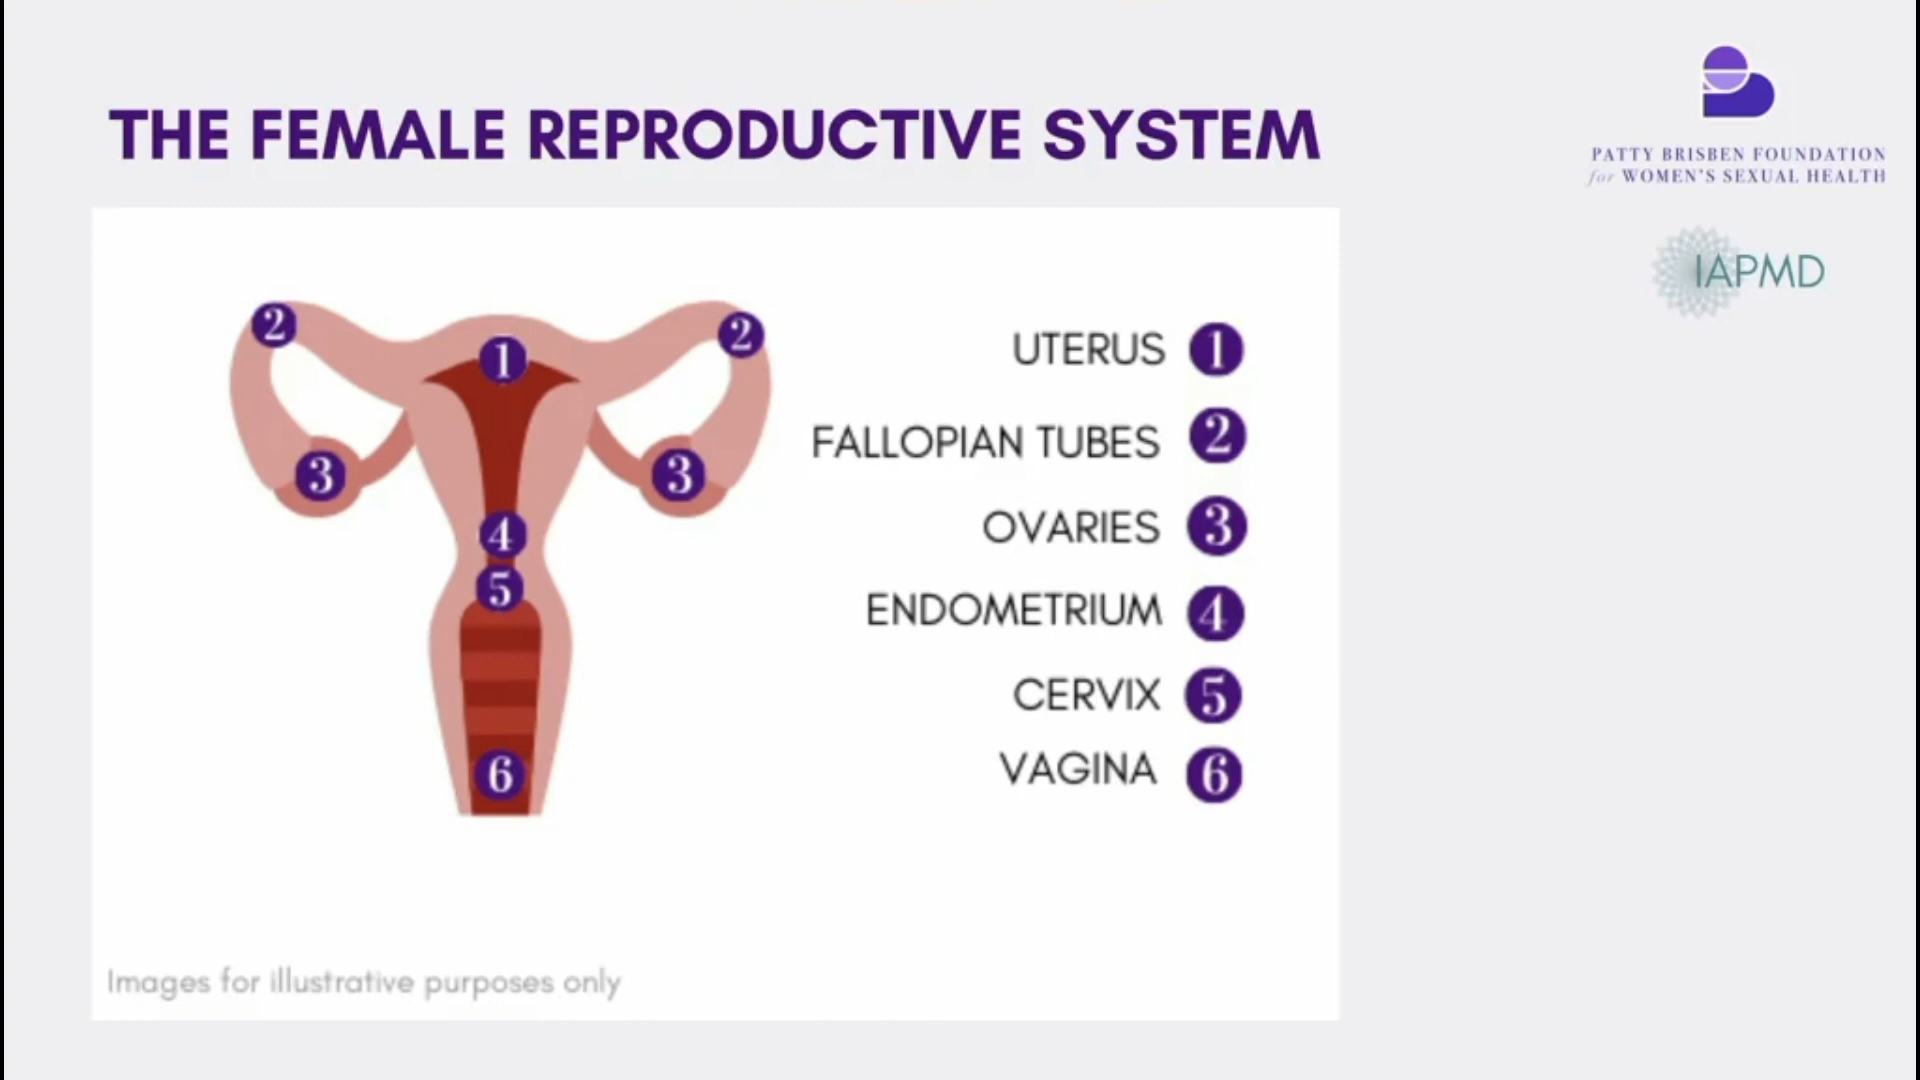 THE FEMALE REPRODUCTIVE SYSTEM
PATTY BRISBEN FOUNDATION
for WOMEN'S SEXUAL HEALTH
IAPMD
2
2
1
3
3
4
5
6
UTERUS 1
FALLOPIAN TUBES 2
OVARIES 3
ENDOMETRIUM 4
CERVIX 5
VAGINA 6
Images for illustrative purposes only